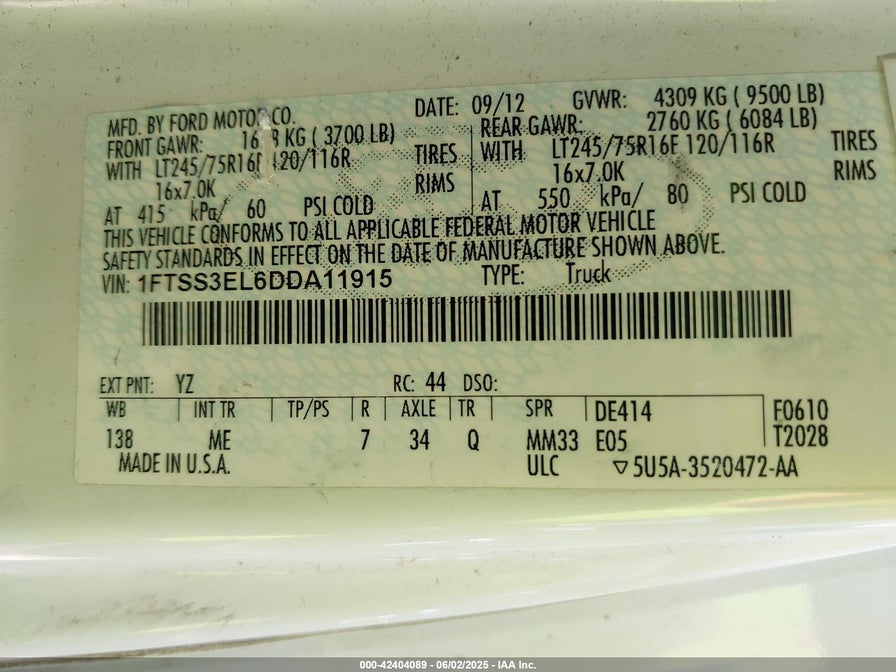 MFD. BY FORD MOTOR CO.
DATE: 09/12 GVWR: 4309 KG ( 9500 LB)
FRONT GAWR: KG ( 3700 LB)
REAR GAWR: 2760 KG ( 6084 LB)
WITH LT245/75R16E 120/116R TIRES
WITH LT245/75R16E 120/116R TIRES
16x7.0K RIMS
16x7.0K RIMS
AT 415 kPa/ 60 PSI COLD
AT 550 kPa/ 80 PSI COLD
THIS VEHICLE CONFORMS TO ALL APPLICABLE FEDERAL MOTOR VEHICLE
SAFETY STANDARDS IN EFFECT ON THE DATE OF MANUFACTURE SHOWN ABOVE.
VIN: 1FTSS3EL6DDA11915 TYPE: Truck
EXT PNT: YZ RC: 44 DSO:
WB INT TR TP/PS R AXLE TR SPR DE414 F0610
138 ME 7 34 Q MM33 E05 T2028
MADE IN U.S.A. ULC ▽5U5A-3520472-AA
000-42404089 - 06/02/2025 - IAA Inc.